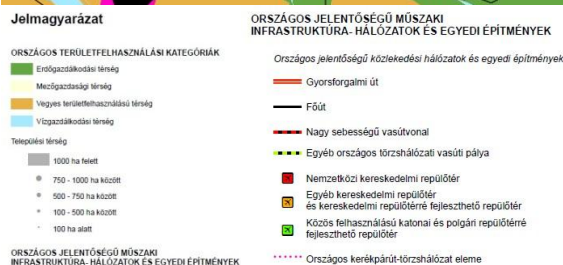 Jelmagyarázat
ORSZÁGOS TERÜLETFELHASZNÁLÁSI KATEGÓRIÁK
Erdőgazdálkodási térség
Mezőgazdasági térség
Vegyes területfelhasználású térség
Vízgazdálkodási térség
Települési térség
1000 ha felett
750 - 1000 ha között
500 - 750 ha között
100 - 500 ha között
100 ha alatt
ORSZÁGOS JELENTŐSÉGŰ MŰSZAKI
INFRASTRUKTÚRA- HÁLÓZATOK ÉS EGYEDI ÉPÍTMÉNYEK
ORSZÁGOS JELENTŐSÉGŰ MŰSZAKI
INFRASTRUKTÚRA- HÁLÓZATOK ÉS EGYEDI ÉPÍTMÉNYEK
Országos jelentőségű közlekedési hálózatok és egyedi építmények
Gyorsforgalmi út
Főút
Nagy sebességű vasútvonal
Egyéb országos törzshálózati vasúti pálya
Nemzetközi kereskedelmi repülőtér
Egyéb kereskedelmi repülőtér
és kereskedelmi repülőtérré fejleszthető repülőtér
Közös felhasználású katonai és polgári repülőtérré
fejleszthető repülőtér
Országos kerékpárút-törzshálózat eleme